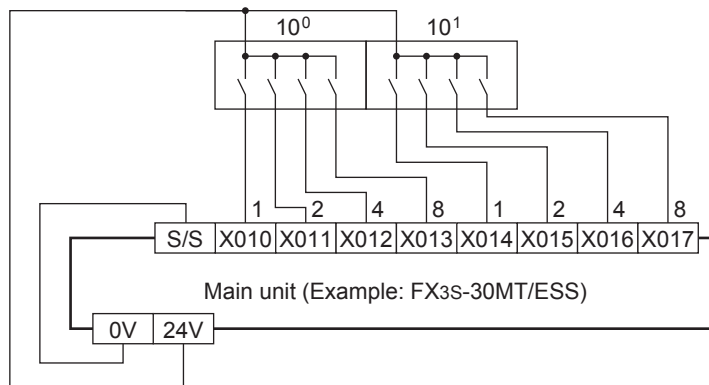 10⁰ 10¹
1 2 4 8 1 2 4 8
S/S X010 X011 X012 X013 X014 X015 X016 X017
Main unit (Example: FX3S-30MT/ESS)
0V 24V